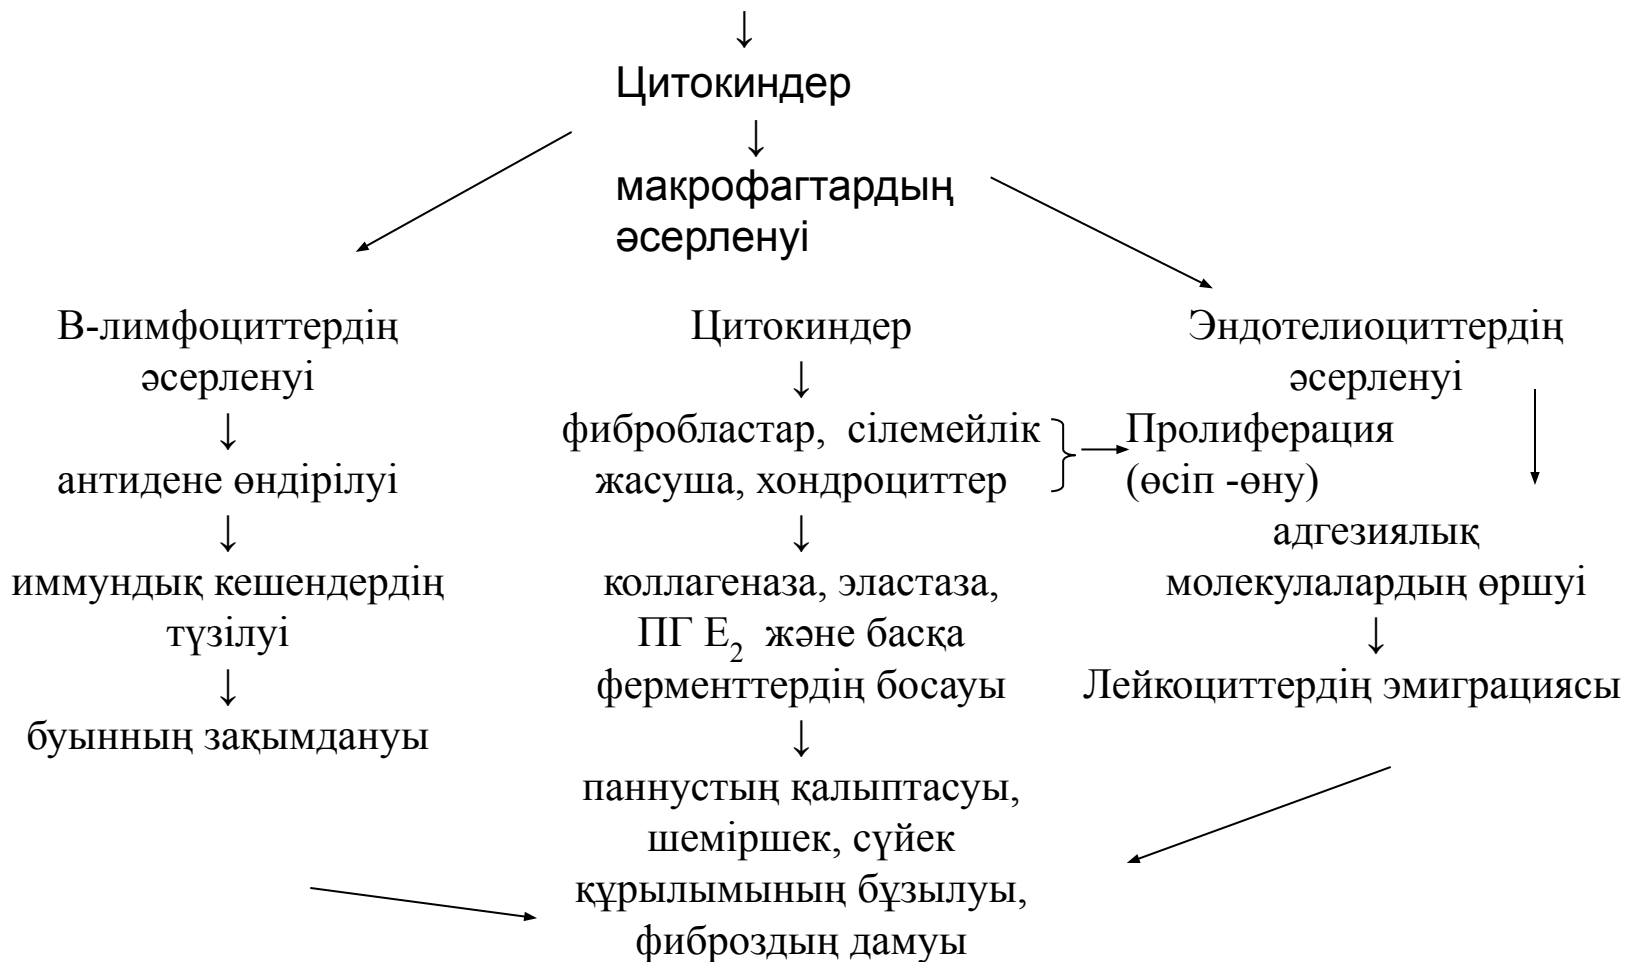 ↓
Цитокиндер
↓
макрофагтардың
әсерленуі
В-лимфоциттердің
әсерленуі
↓
антидене өндірілуі
↓
иммундық кешендердің
түзілуі
↓
буынның зақымдануы
Цитокиндер
↓
фибробластар, сілемейлік
жасуша, хондроциттер
↓
коллагеназа, эластаза,
ПГ Е₂ және басқа
ферменттердің босауы
↓
паннустың қалыптасуы,
шеміршек, сүйек
құрылымының бұзылуы,
фиброздың дамуы
Эндотелиоциттердің
әсерленуі
Пролиферация
(өсіп -өну)
адгезиялық
молекулалардың өршуі
↓
Лейкоциттердің эмиграциясы